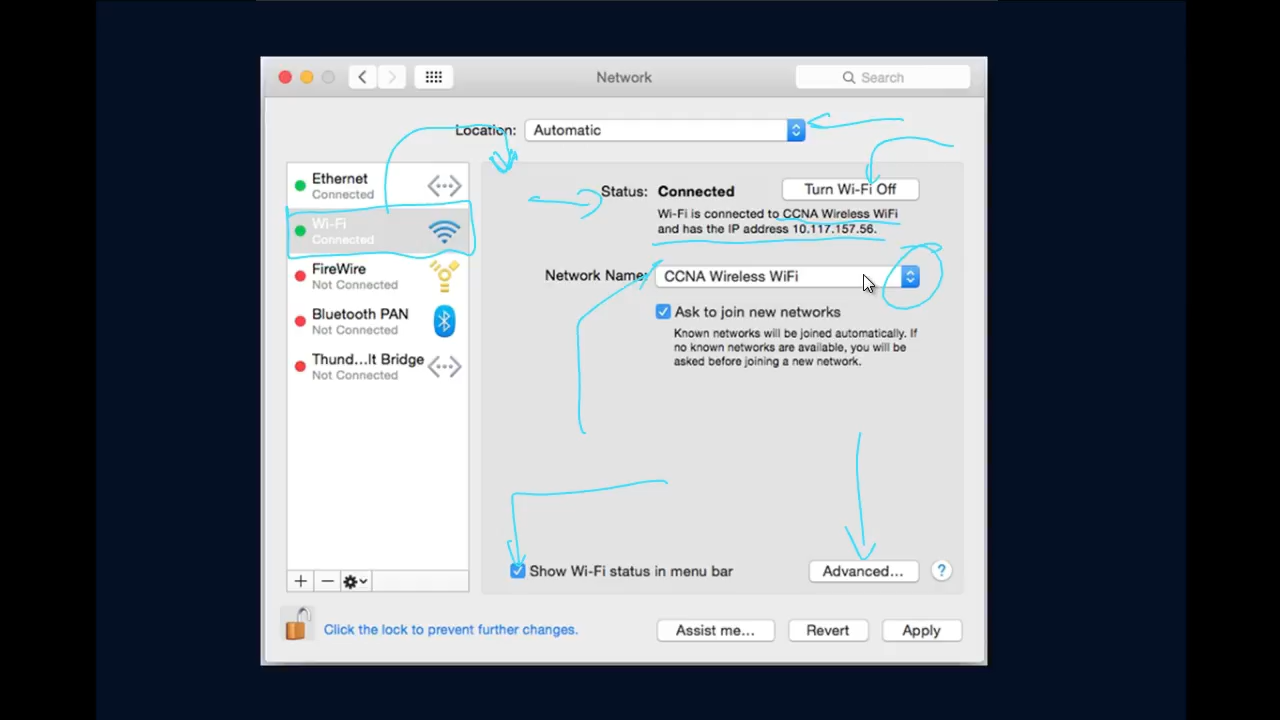 Network
Search
Location: Automatic
Ethernet
Connected
Wi-Fi
Connected
FireWire
Not Connected
Bluetooth PAN
Not Connected
Thund...lt Bridge
Not Connected
Status: Connected
Turn Wi-Fi Off
Wi-Fi is connected to CCNA Wireless WiFi
and has the IP address 10.117.157.56.
Network Name: CCNA Wireless WiFi
Ask to join new networks
Known networks will be joined automatically. If
no known networks are available, you will be
asked before joining a new network.
Show Wi-Fi status in menu bar
Advanced...
?
Click the lock to prevent further changes.
Assist me...
Revert
Apply